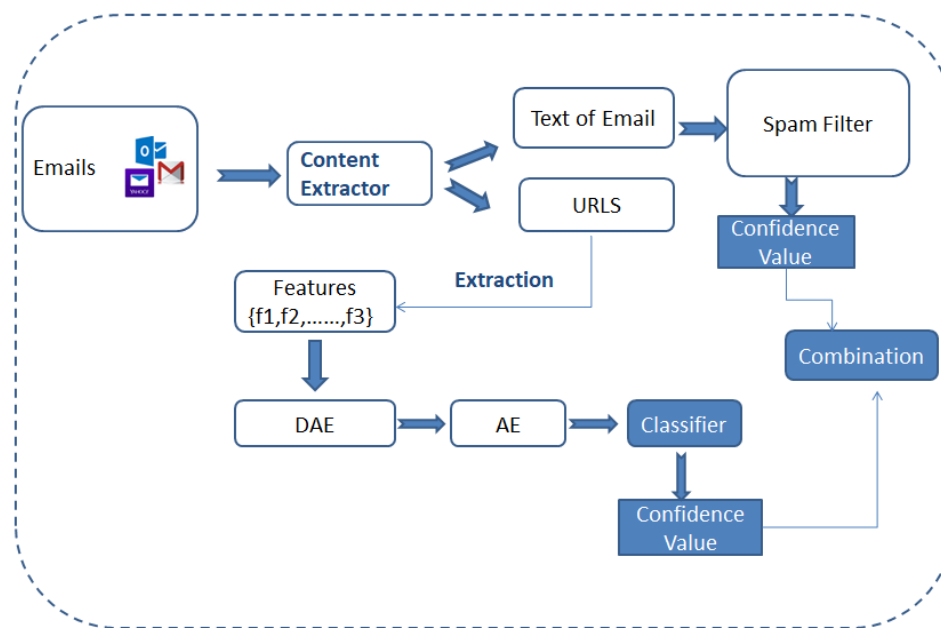 Emails
YAHOO!
Content
Extractor
Text of Email
URLS
Spam Filter
Confidence
Value
Extraction
Features
{f1,f2,……,f3}
Combination
DAE
AE
Classifier
Confidence
Value